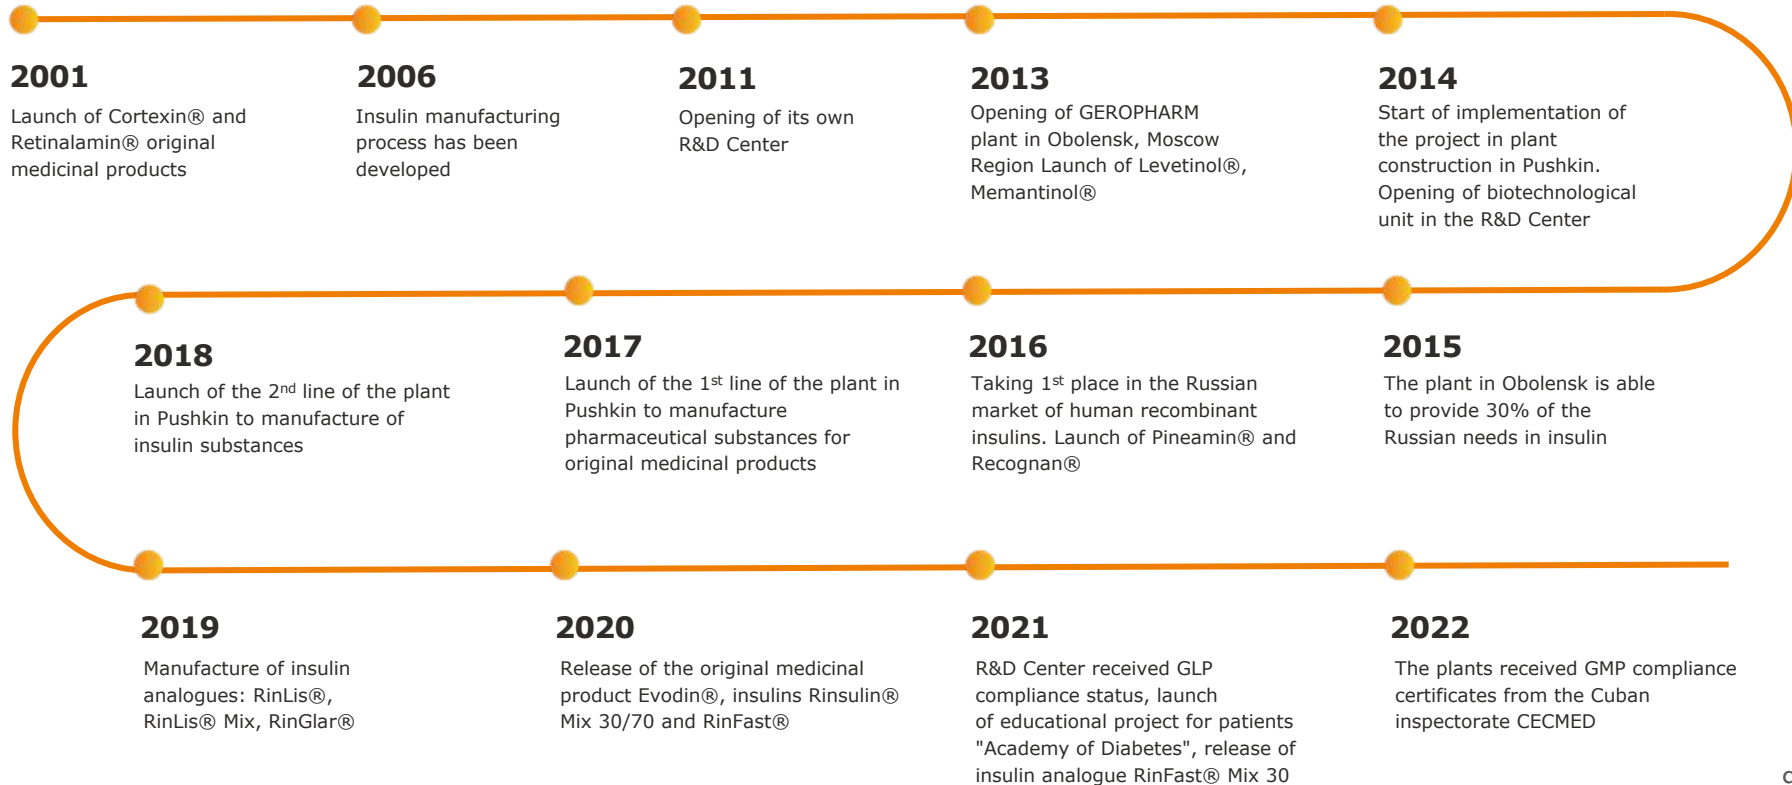 2001
Launch of Cortexin® and
Retinalamin® original
medicinal products
2006
Insulin manufacturing
process has been
developed
2011
Opening of its own
R&D Center
2013
Opening of GEROPHARM
plant in Obolensk, Moscow
Region Launch of Levetinol®,
Memantinol®
2014
Start of implementation of
the project in plant
construction in Pushkin.
Opening of biotechnological
unit in the R&D Center
2018
Launch of the 2nd line of the plant
in Pushkin to manufacture of
insulin substances
2017
Launch of the 1st line of the plant in
Pushkin to manufacture
pharmaceutical substances for
original medicinal products
2016
Taking 1st place in the Russian
market of human recombinant
insulins. Launch of Pineamin® and
Recognan®
2015
The plant in Obolensk is able
to provide 30% of the
Russian needs in insulin
2019
Manufacture of insulin
analogues: RinLis®,
RinLis® Mix, RinGlar®
2020
Release of the original medicinal
product Evodin®, insulins Rinsulin®
Mix 30/70 and RinFast®
2021
R&D Center received GLP
compliance status, launch
of educational project for patients
"Academy of Diabetes", release of
insulin analogue RinFast® Mix 30
2022
The plants received GMP compliance
certificates from the Cuban
inspectorate CECMED